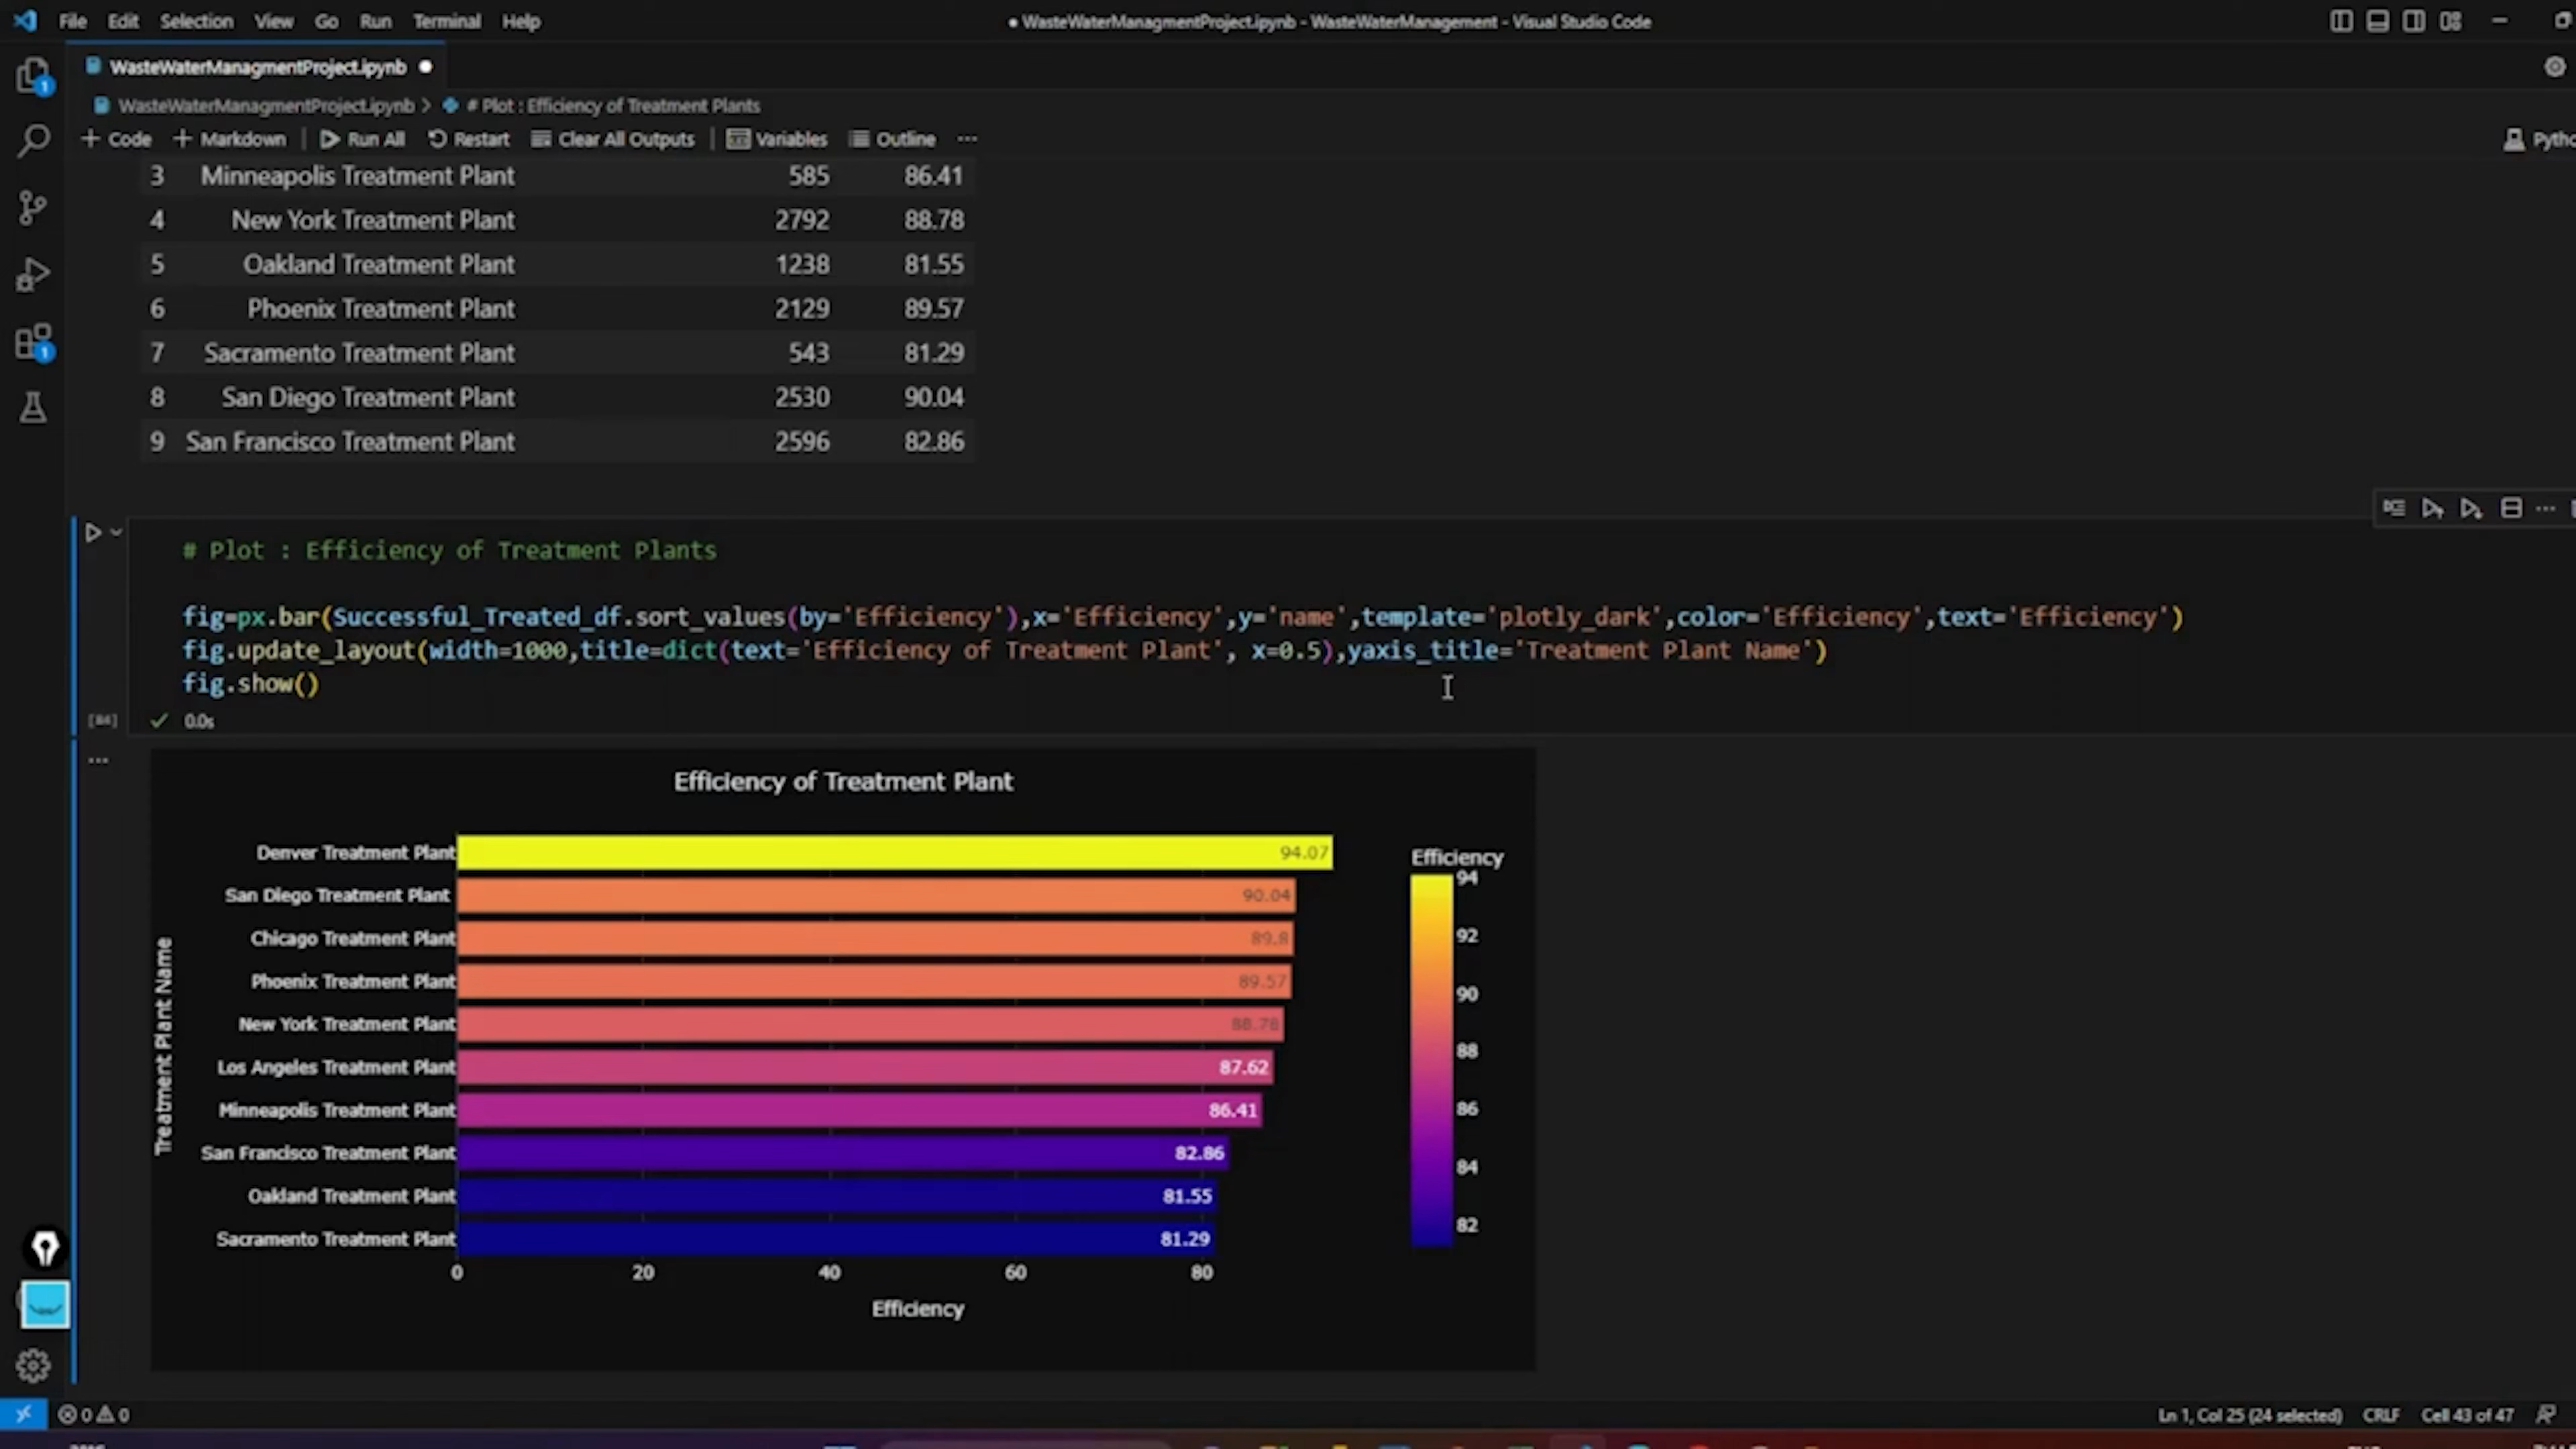 File Edit Selection View Go Run Terminal Help
● WasteWaterManagmentProject.ipynb - WasteWaterManagement - Visual Studio Code
WasteWaterManagmentProject.ipynb ●
WasteWaterManagmentProject.ipynb > # Plot : Efficiency of Treatment Plants
+ Code + Markdown | Run All Restart Clear All Outputs | Variables Outline ...
3 Minneapolis Treatment Plant 585 86.41
4 New York Treatment Plant 2792 88.78
5 Oakland Treatment Plant 1238 81.55
6 Phoenix Treatment Plant 2129 89.57
7 Sacramento Treatment Plant 543 81.29
8 San Diego Treatment Plant 2530 90.04
9 San Francisco Treatment Plant 2596 82.86
# Plot : Efficiency of Treatment Plants
fig=px.bar(Successful_Treated_df.sort_values(by='Efficiency'),x='Efficiency',y='name',template='plotly_dark',color='Efficiency',text='Efficiency')
fig.update_layout(width=1000,title=dict(text='Efficiency of Treatment Plant', x=0.5),yaxis_title='Treatment Plant Name')
fig.show()
[84] 0.0s
Efficiency of Treatment Plant
Treatment Plant Name
Denver Treatment Plant 94.07
San Diego Treatment Plant 90.04
Chicago Treatment Plant 89.8
Phoenix Treatment Plant 89.57
New York Treatment Plant 88.78
Los Angeles Treatment Plant 87.62
Minneapolis Treatment Plant 86.41
San Francisco Treatment Plant 82.86
Oakland Treatment Plant 81.55
Sacramento Treatment Plant 81.29
0 20 40 60 80
Efficiency
Efficiency
94
92
90
88
86
84
82
1
1
0 0
Ln 1, Col 25 (24 selected) CRLF Cell 43 of 47